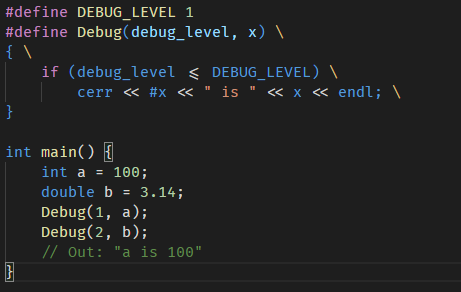 #define DEBUG_LEVEL 1
#define Debug(debug_level, x) \
{ \
    if (debug_level <= DEBUG_LEVEL) \
        cerr << #x << " is " << x << endl; \
}

int main() {
    int a = 100;
    double b = 3.14;
    Debug(1, a);
    Debug(2, b);
    // Out: "a is 100"
}